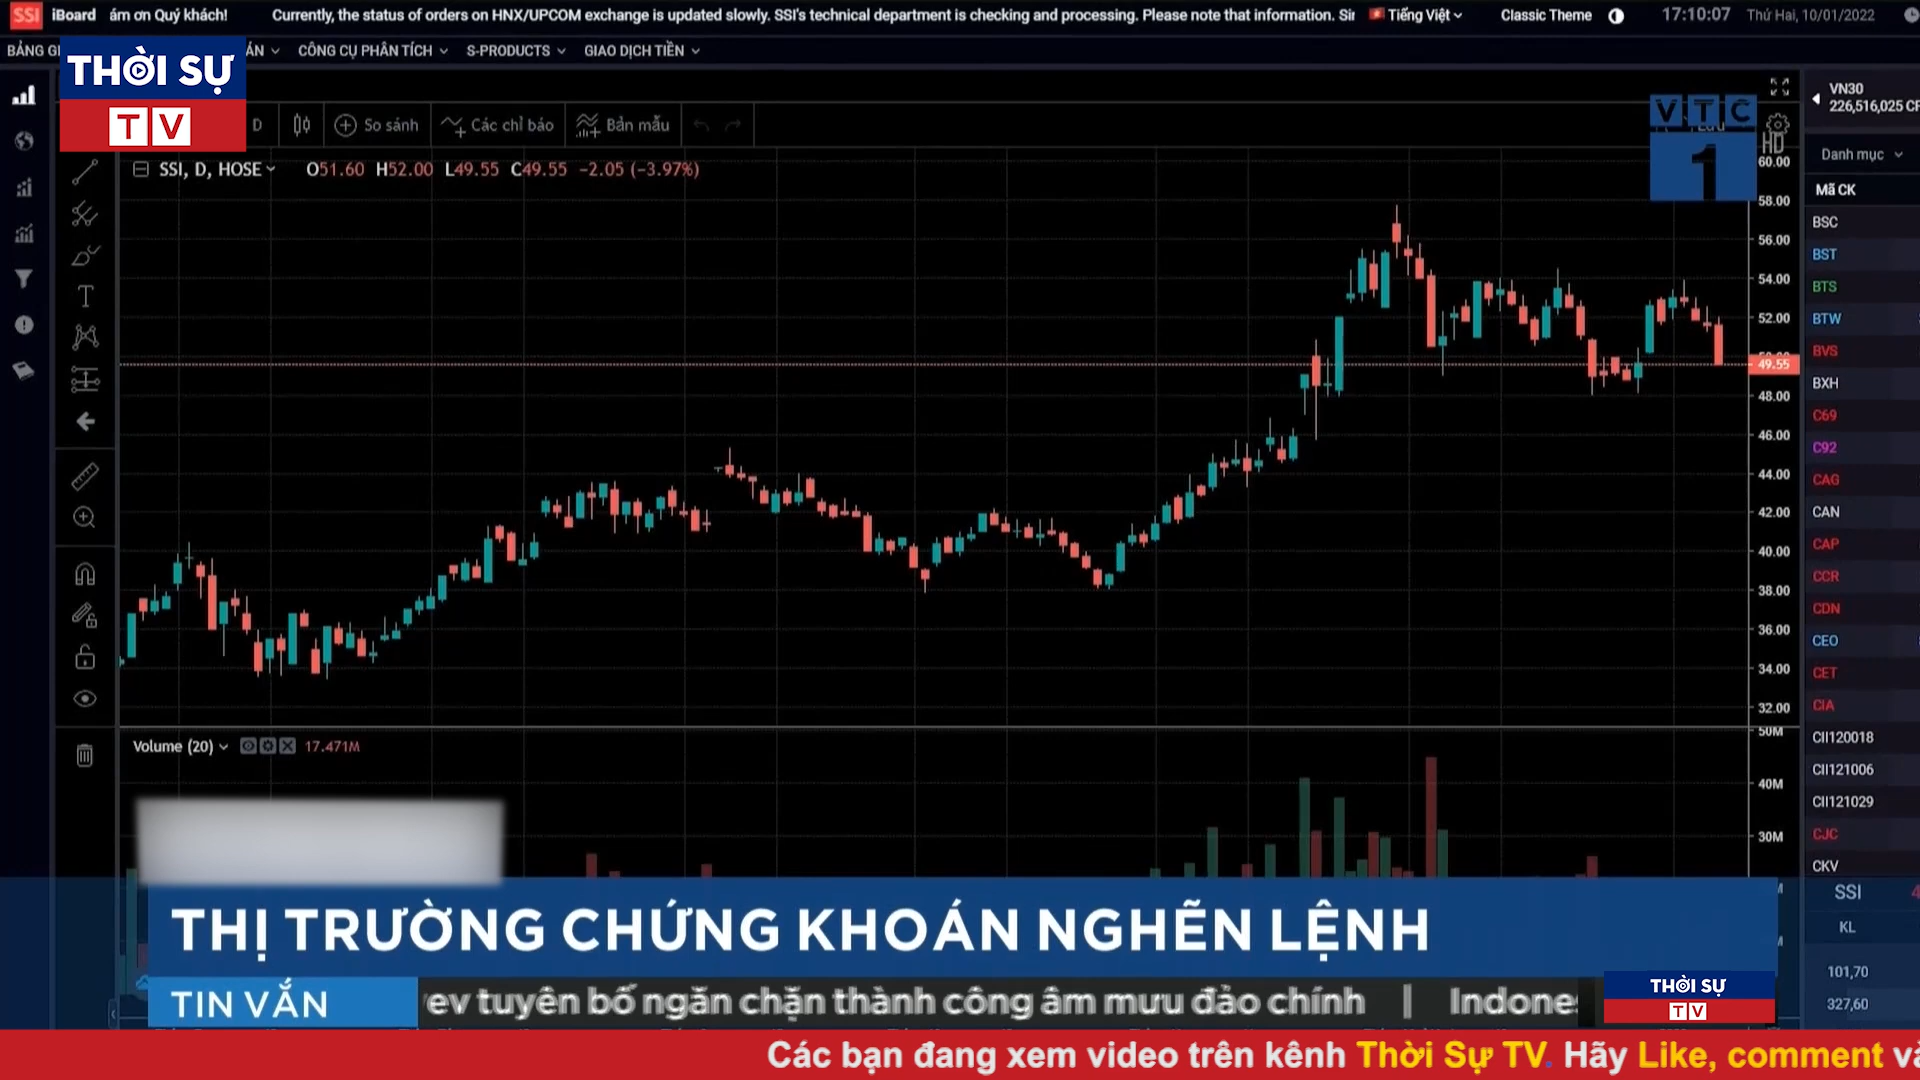 SSI iBoard ám ơn Quý khách! Currently, the status of orders on HNX/UPCOM exchange is updated slowly. SSI's technical department is checking and processing. Please note that information. Tiếng Việt Classic Theme 17:10:07 Thứ Hai, 10/01/2022
CÔNG CỤ PHÂN TÍCH S-PRODUCTS GIAO DỊCH TIỀN
THỜI SỰ
TV
D So sánh Các chỉ báo Bản mẫu
SSI, D, HOSE O51.60 H52.00 L49.55 C49.55 −2.05 (−3.97%)
VTC
1
HD
60.00
58.00
56.00
54.00
52.00
49.55
48.00
46.00
44.00
42.00
40.00
38.00
36.00
34.00
32.00
Volume (20) 17.471M
50M
40M
30M
VN30
226,516,025
Danh mục
Mã CK
BSC
BST
BTS
BTW
BVS
BXH
C69
C92
CAG
CAN
CAP
CCR
CDN
CEO
CET
CIA
CII120018
CII121006
CII121029
CJC
CKV
SSI
KL
101,70
327,60
THỊ TRƯỜNG CHỨNG KHOÁN NGHẼN LỆNH
TIN VẮN ev tuyên bố ngăn chặn thành công âm mưu đảo chính | Indones
THỜI SỰ
TV
Các bạn đang xem video trên kênh Thời Sự TV. Hãy Like, comment và